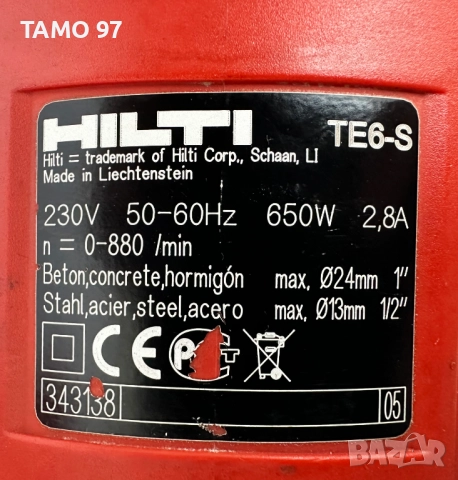 TAMO 97
HILTI TE6-S
Hilti = trademark of Hilti Corp., Schaan, LI
Made in Liechtenstein
230V 50-60Hz 650W 2,8A
n = 0-880 /min
Beton,concrete,hormigón max. Ø24mm 1"
Stahl,acier,steel,acero max. Ø13mm 1/2"
CE
343138 05
bazar